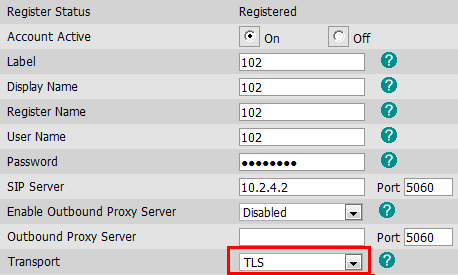 Register Status Registered
Account Active On Off
Label 102 ?
Display Name 102 ?
Register Name 102 ?
User Name 102 ?
Password •••••••• ?
SIP Server 10.2.4.2 Port 5060
Enable Outbound Proxy Server Disabled ?
Outbound Proxy Server Port 5060
Transport TLS ?